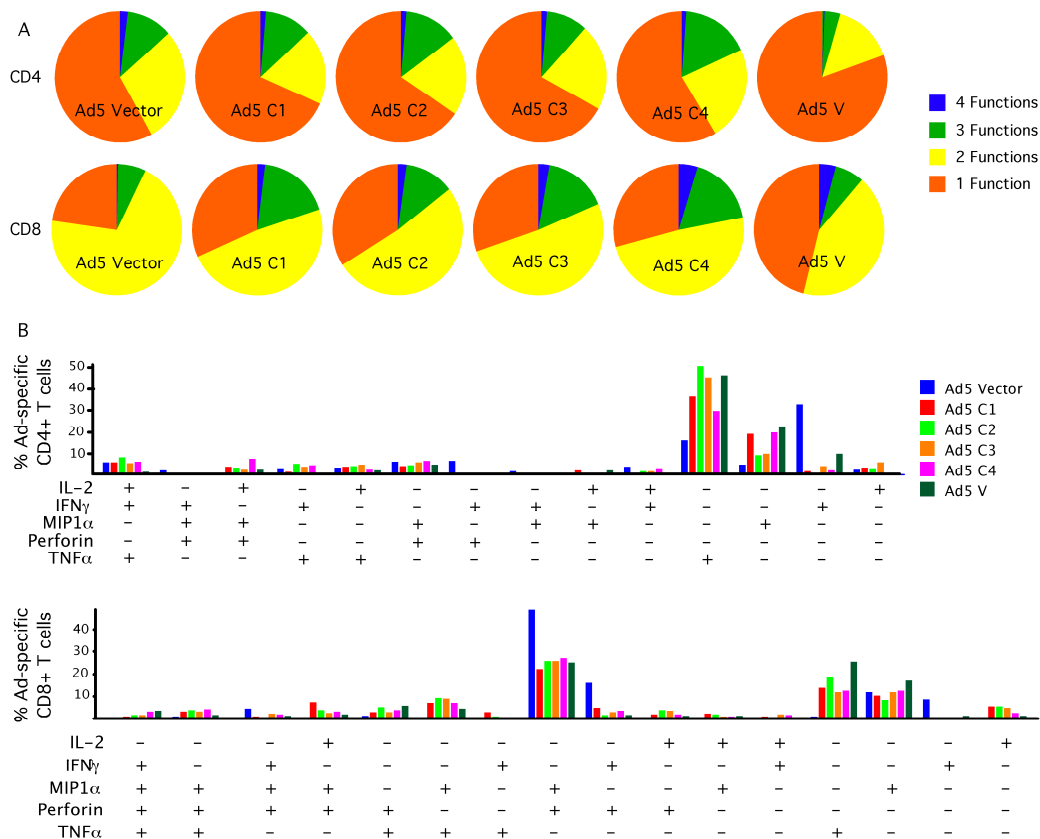 A
CD4
Ad5 Vector
Ad5 C1
Ad5 C2
Ad5 C3
Ad5 C4
Ad5 V
4 Functions
3 Functions
2 Functions
1 Function
CD8
Ad5 Vector
Ad5 C1
Ad5 C2
Ad5 C3
Ad5 C4
Ad5 V
B
% Ad-specific
CD4+ T cells
50
40
30
20
10
Ad5 Vector
Ad5 C1
Ad5 C2
Ad5 C3
Ad5 C4
Ad5 V
IL-2 + – + – + – – – + + – – – +
IFNγ + + – + – – + + – + – – + –
MIP1α – + + – – + – + + – – + – –
Perforin – + + – – + + – – – – – – –
TNFα + – – + + – – – – – + – – –
% Ad-specific
CD8+ T cells
40
30
20
10
IL-2 – – – + – – – – – + + + – – – +
IFNγ + – + – – – + – + – – + – – + –
MIP1α + + + + – + – + – – + – – + – –
Perforin + + + + + – – + + + – – – – – –
TNFα + + – – + + + – – – – – + – – –